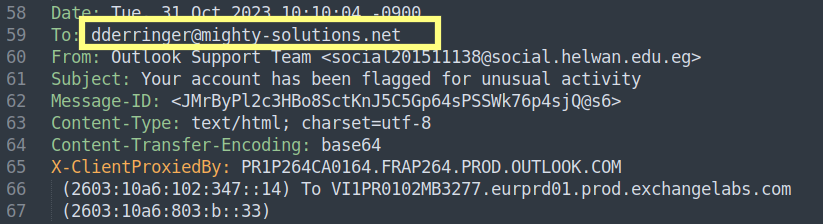 58 Date: Tue, 31 Oct 2023 10:10:04 -0900
59 To: dderringer@mighty-solutions.net
60 From: Outlook Support Team <social201511138@social.helwan.edu.eg>
61 Subject: Your account has been flagged for unusual activity
62 Message-ID: <JMrByPl2c3HBo8SctKnJ5C5Gp64sPSSWk76p4sjQ@s6>
63 Content-Type: text/html; charset=utf-8
64 Content-Transfer-Encoding: base64
65 X-ClientProxiedBy: PR1P264CA0164.FRAP264.PROD.OUTLOOK.COM
66 (2603:10a6:102:347::14) To VI1PR0102MB3277.eurprd01.prod.exchangelabs.com
67 (2603:10a6:803:b::33)